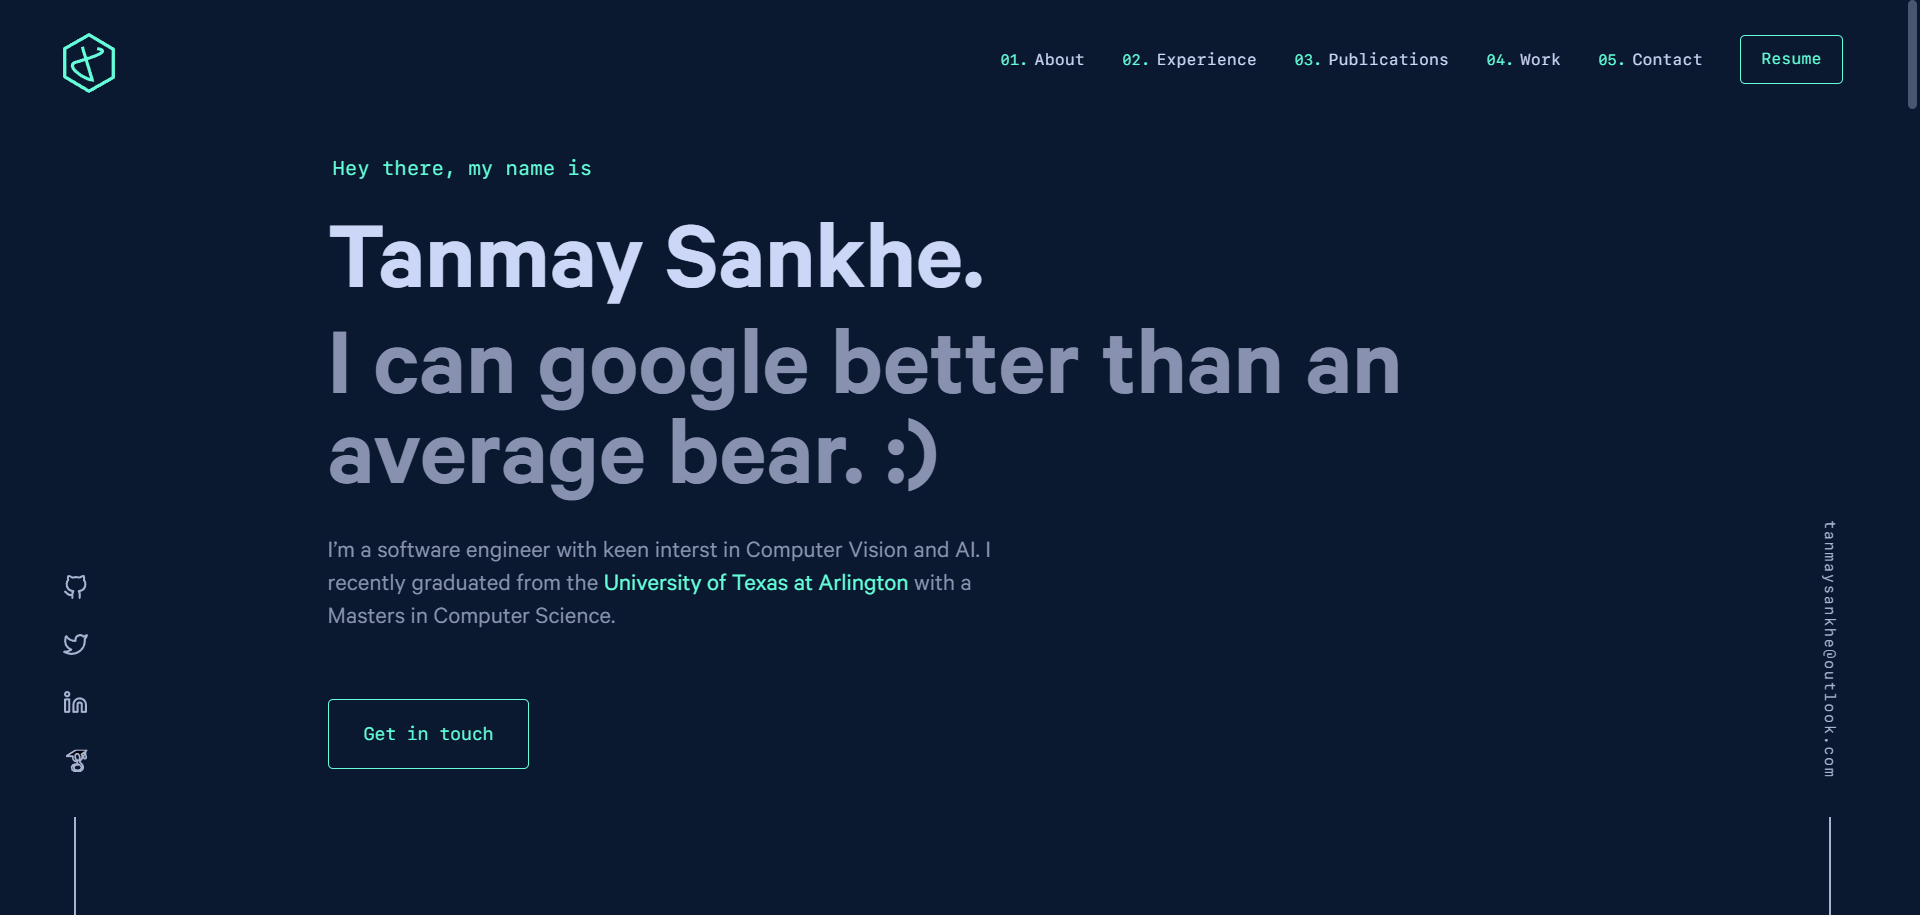 01. About 02. Experience 03. Publications 04. Work 05. Contact Resume
Hey there, my name is
Tanmay Sankhe.
I can google better than an
average bear. :)
I’m a software engineer with keen interst in Computer Vision and AI. I
recently graduated from the University of Texas at Arlington with a
Masters in Computer Science.
Get in touch
tanmaysankhe@outlook.com